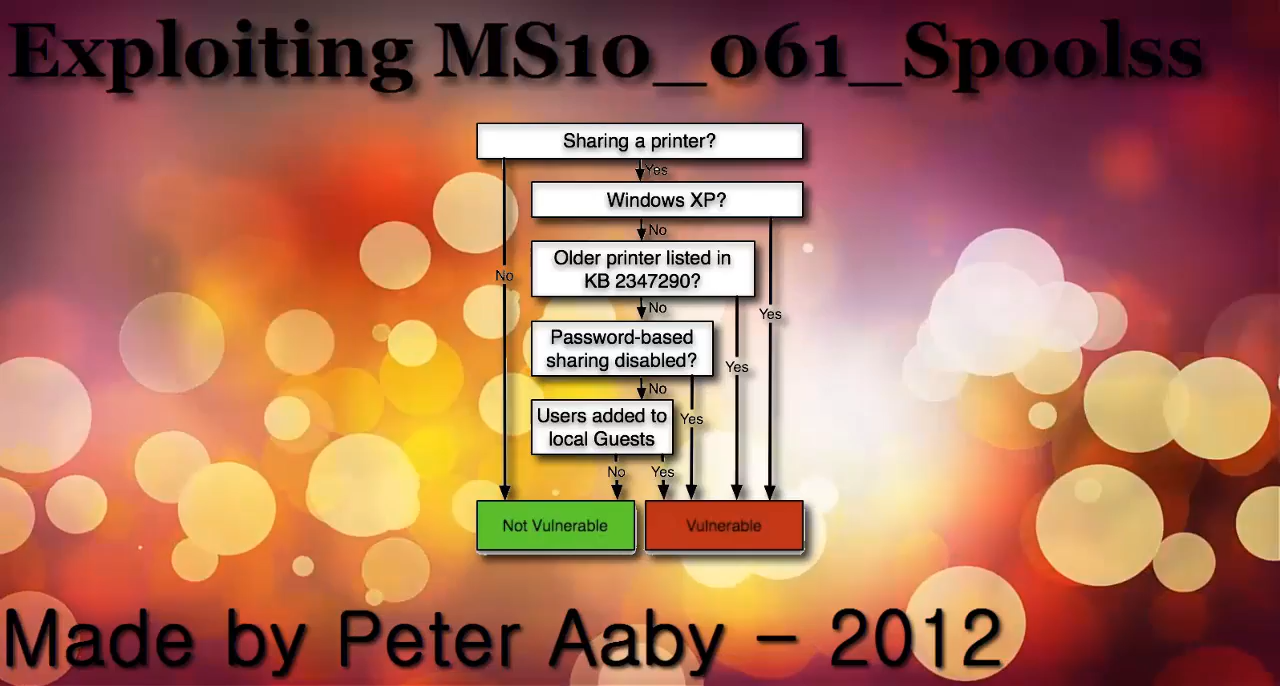 Exploiting MS10_061_Spoolss
Sharing a printer?
Yes
Windows XP?
No
Older printer listed in
KB 2347290?
No
No
Yes
Password-based
sharing disabled?
Yes
No
Users added to
local Guests
Yes
No
Yes
Not Vulnerable
Vulnerable
Made by Peter Aaby – 2012